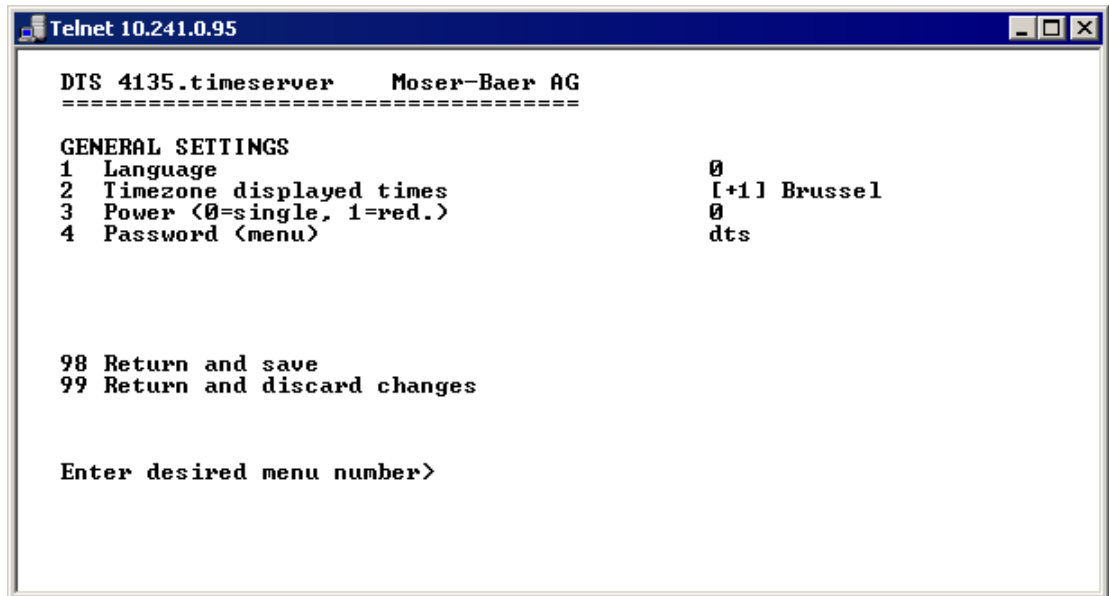 Telnet 10.241.0.95
DTS 4135.timeserver Moser-Baer AG
====================================
GENERAL SETTINGS
1 Language 0
2 Timezone displayed times [+1] Brussel
3 Power (0=single, 1=red.) 0
4 Password (menu) dts
98 Return and save
99 Return and discard changes
Enter desired menu number>